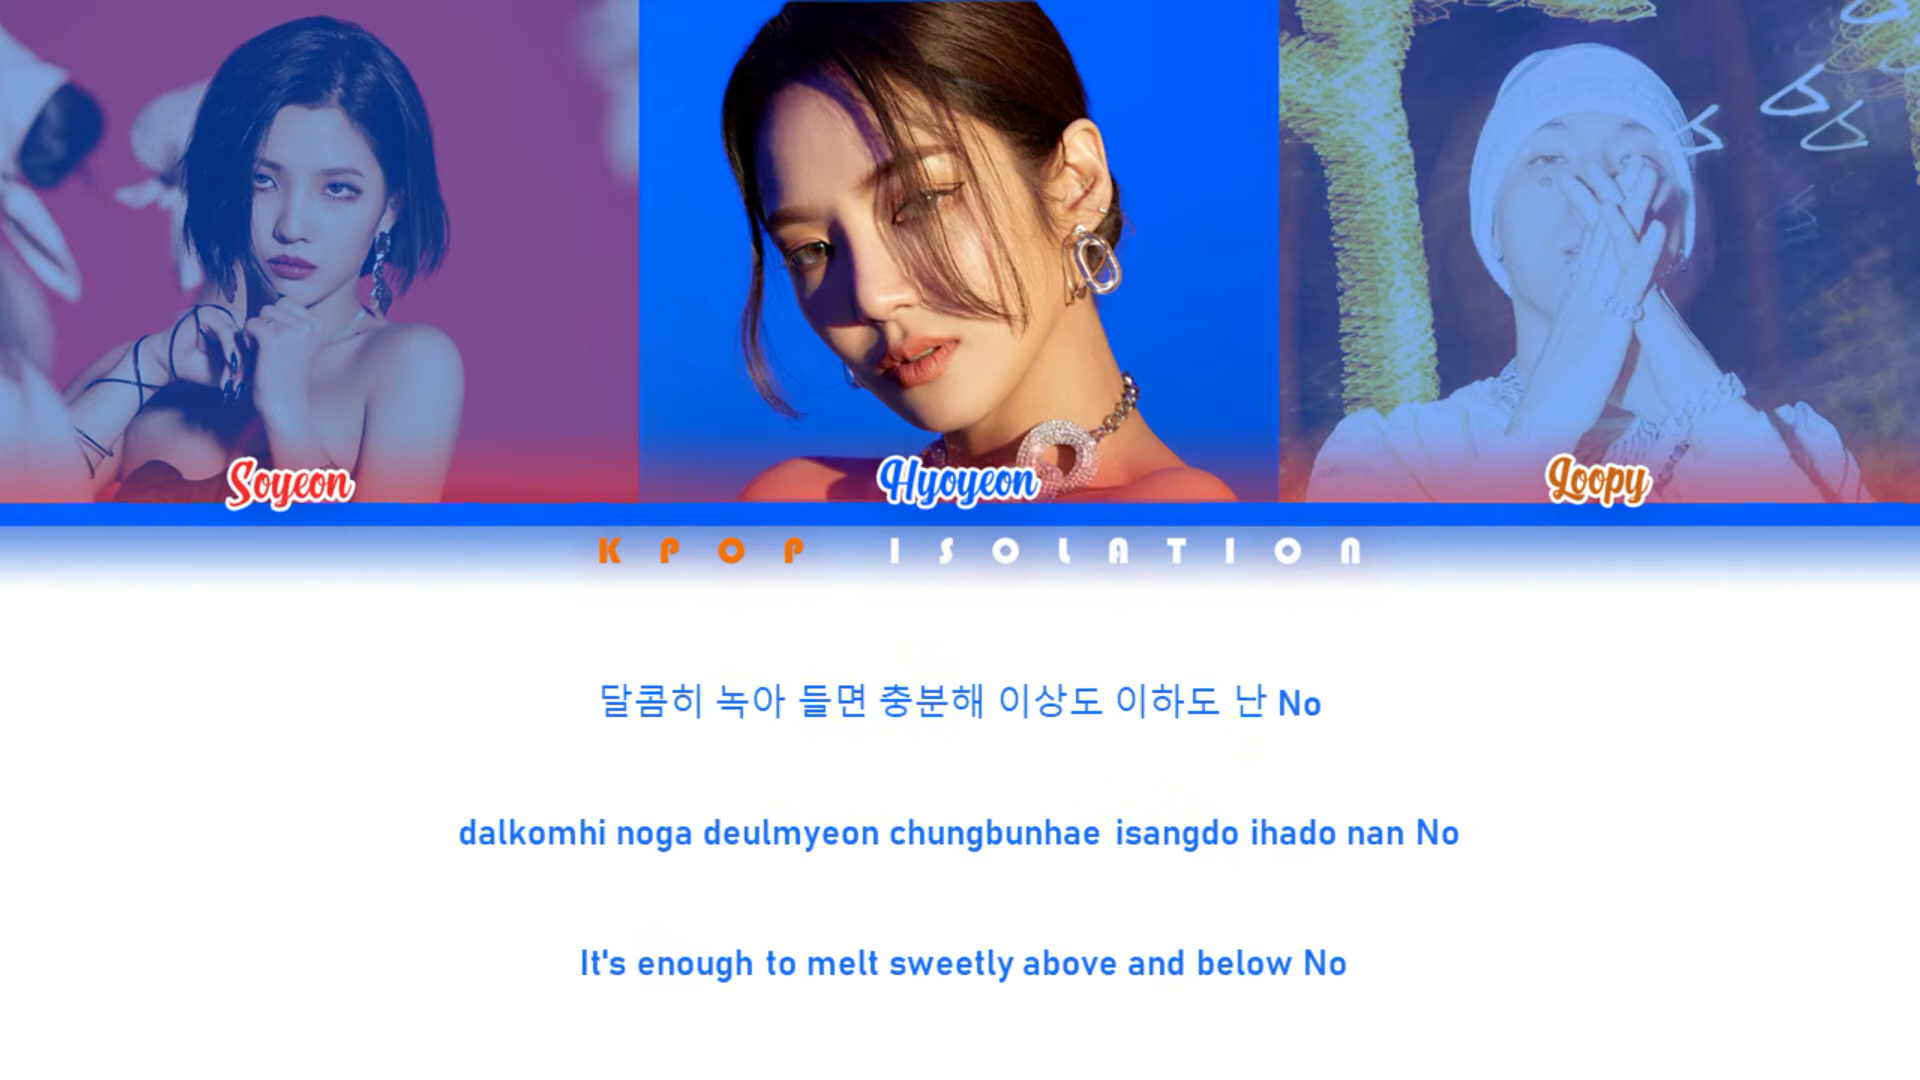 Soyeon
Hyoyeon
Loopy
KPOP ISOLATION
달콤히 녹아 들면 충분해 이상도 이하도 난 No
dalkomhi noga deulmyeon chungbunhae isangdo ihado nan No
It's enough to melt sweetly above and below No